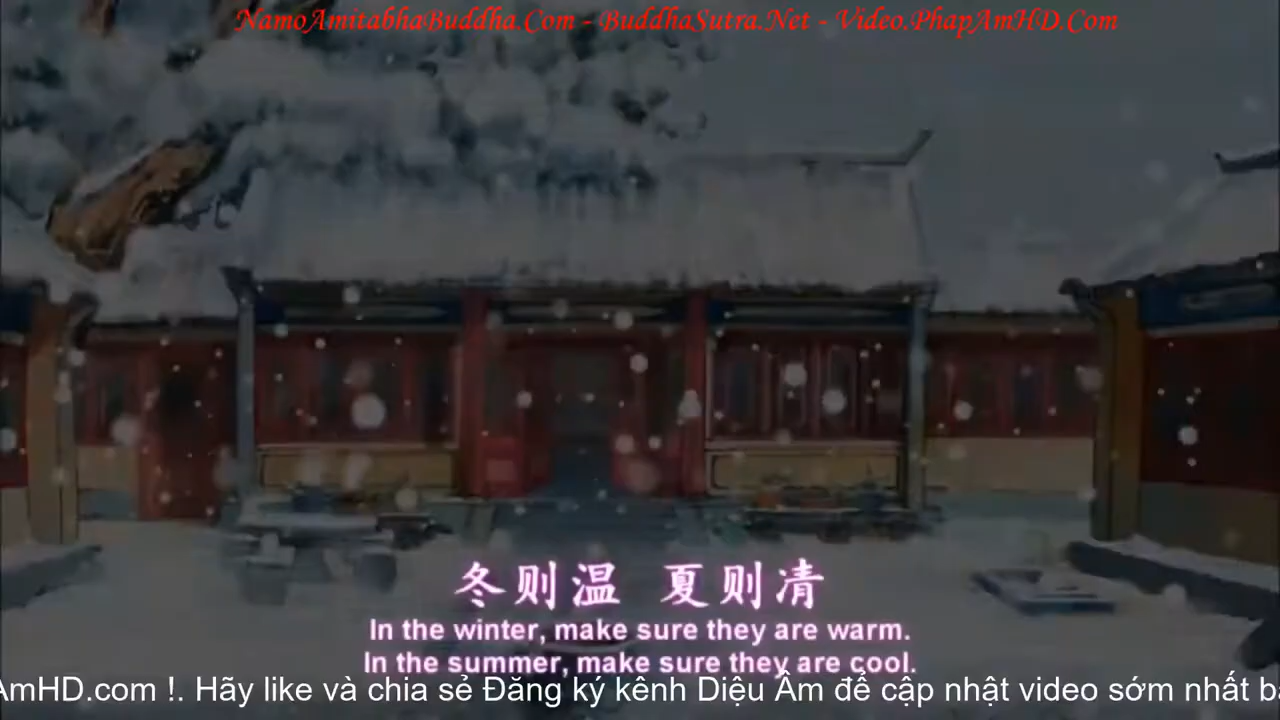 NamoAmitabhaBuddha.Com - BuddhaSutra.Net - Video.PhapAmHD.Com
冬则温 夏则凊
In the winter, make sure they are warm.
In the summer, make sure they are cool.
AmHD.com !. Hãy like và chia sẻ Đăng ký kênh Diệu Âm để cập nhật video sớm nhất